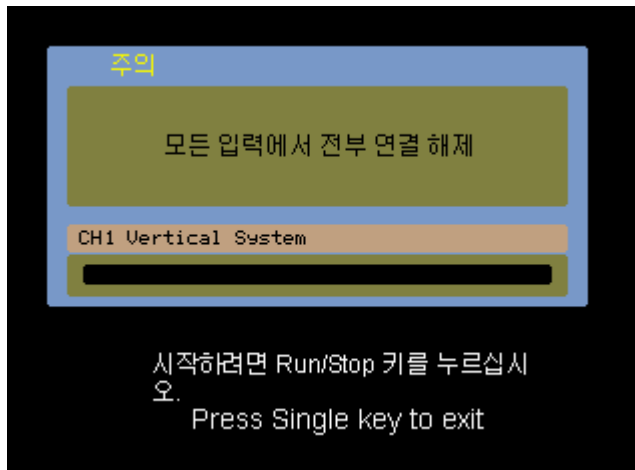 주의
모든 입력에서 전부 연결 해제
CH1 Vertical System
시작하려면 Run/Stop 키를 누르십시
오.
Press Single key to exit